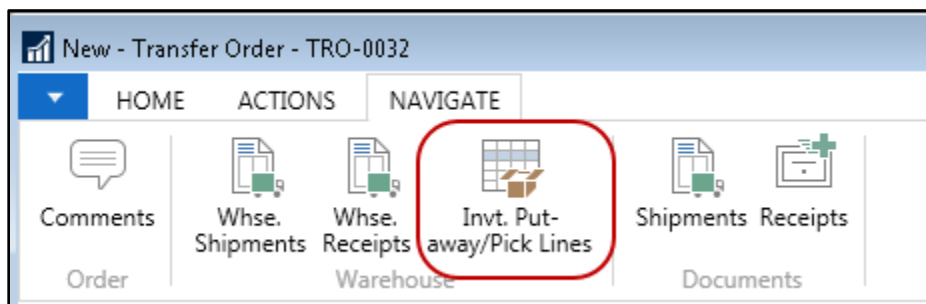 New - Transfer Order - TRO-0032
HOME ACTIONS NAVIGATE
Comments
Whse.
Shipments
Whse.
Receipts
Invt. Put-
away/Pick Lines
Shipments
Receipts
Order
Warehouse
Documents